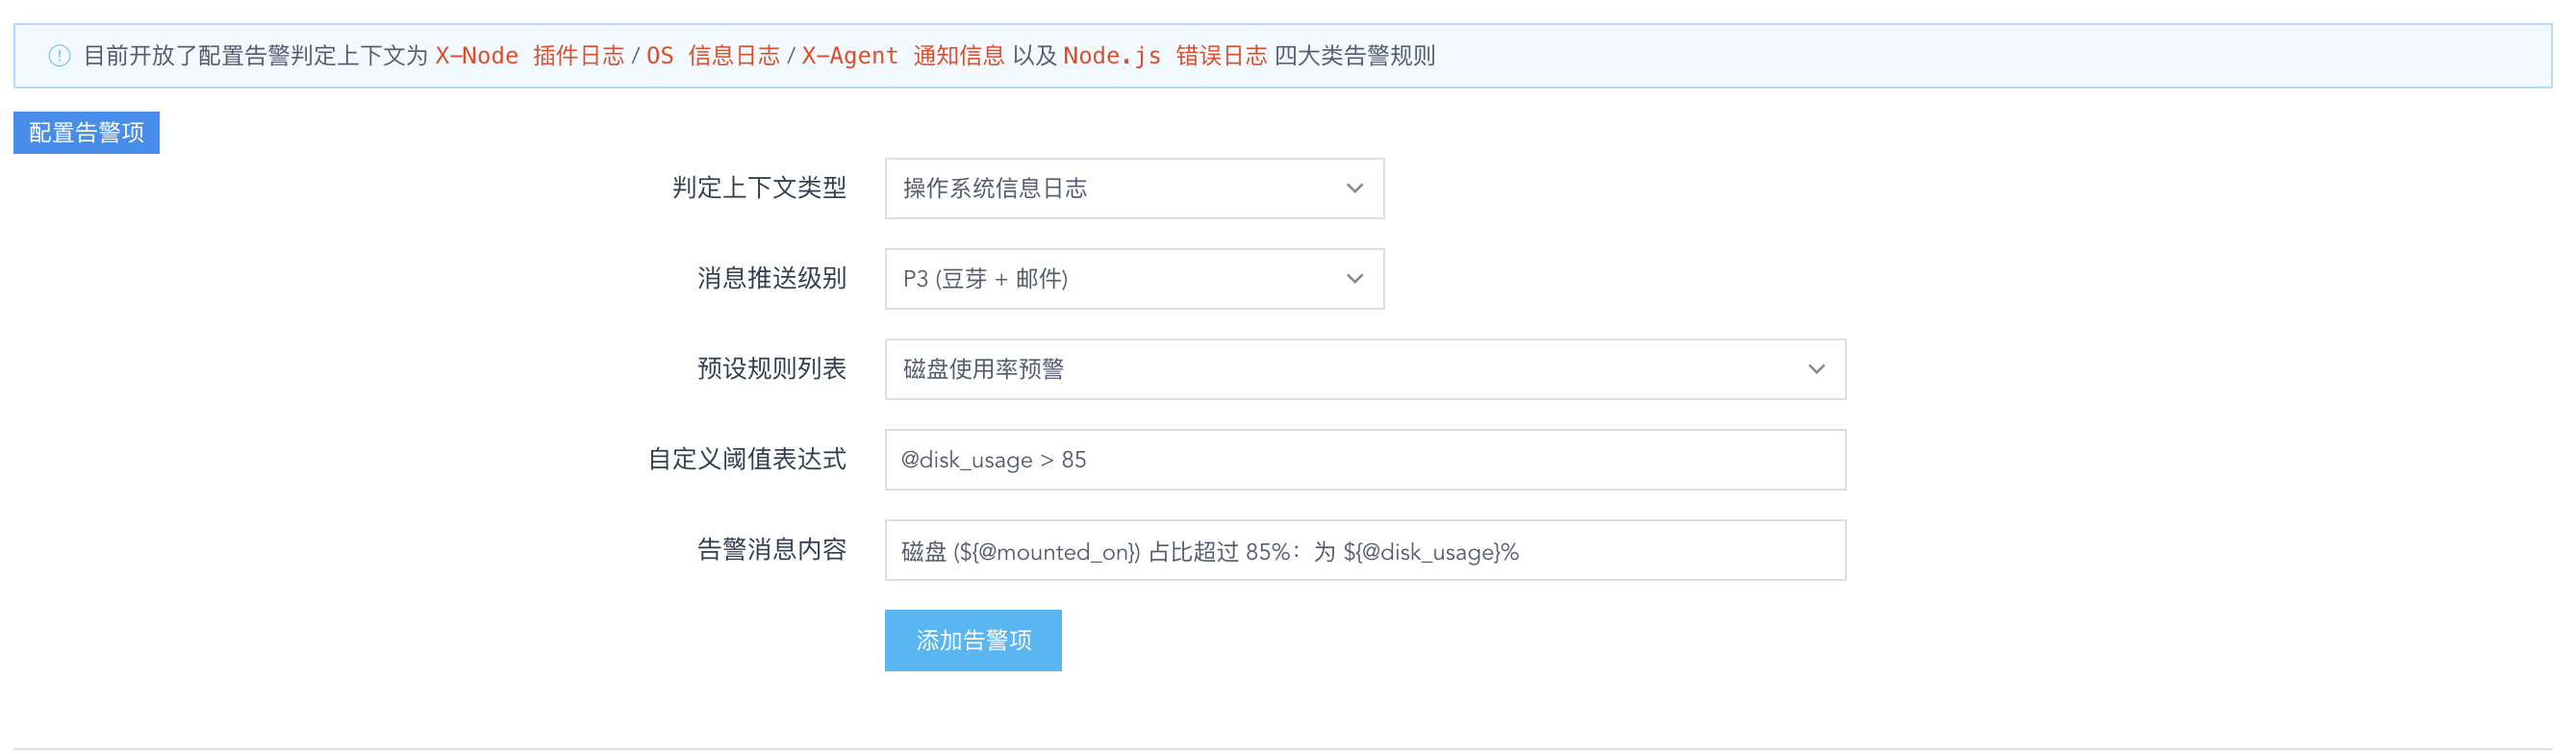 目前开放了配置告警判定上下文为 X-Node 插件日志 / OS 信息日志 / X-Agent 通知信息 以及 Node.js 错误日志 四大类告警规则
配置告警项
判定上下文类型 操作系统信息日志
消息推送级别 P3 (豆芽 + 邮件)
预设规则列表 磁盘使用率预警
自定义阈值表达式 @disk_usage > 85
告警消息内容 磁盘 (${@mounted_on}) 占比超过 85%：为 ${@disk_usage}%
添加告警项